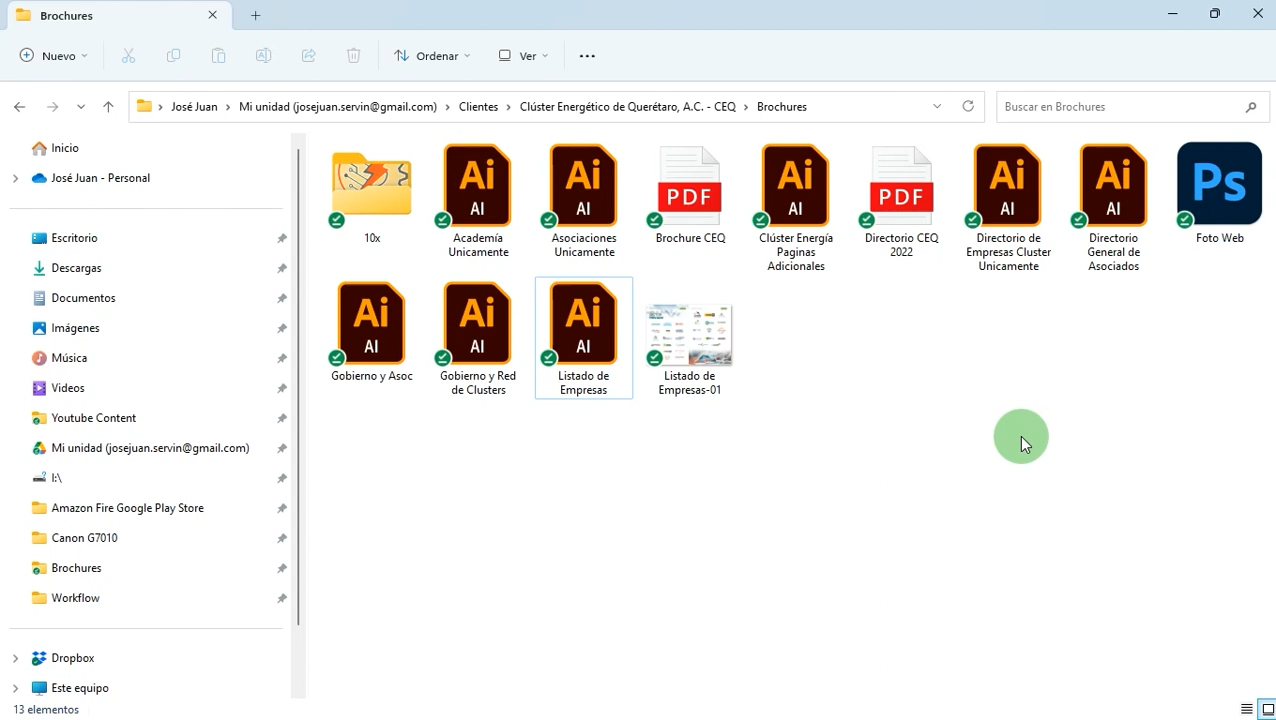 Brochures
Nuevo
Ordenar
Ver
José Juan
Mi unidad (josejuan.servin@gmail.com)
Clientes
Clúster Energético de Querétaro, A.C. - CEQ
Brochures
Buscar en Brochures
Inicio
José Juan - Personal
Escritorio
Descargas
Documentos
Imágenes
Música
Videos
Youtube Content
Mi unidad (josejuan.servin@gmail.com)
I:\
Amazon Fire Google Play Store
Canon G7010
Brochures
Workflow
Dropbox
Este equipo
10x
Ai
AI
Academía
Unicamente
Ai
AI
Asociaciones
Unicamente
PDF
Brochure CEQ
Ai
AI
Clúster Energía
Paginas
Adicionales
PDF
Directorio CEQ
2022
Ai
AI
Directorio de
Empresas Cluster
Unicamente
Ai
AI
Directorio
General de
Asociados
Ps
Foto Web
Ai
AI
Gobierno y Asoc
Ai
AI
Gobierno y Red
de Clusters
Ai
AI
Listado de
Empresas
Listado de
Empresas-01
13 elementos